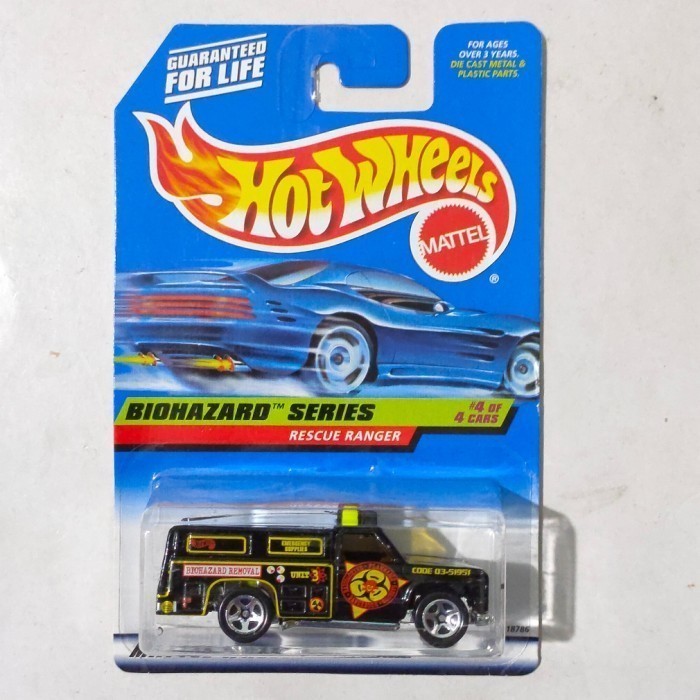 GUARANTEED
FOR LIFE
FOR AGES
OVER 3 YEARS.
DIE CAST METAL &
PLASTIC PARTS.
HOT WHEELS
MATTEL
®
BIOHAZARD™ SERIES
#4 OF
4 CARS
RESCUE RANGER
EMERGENCY
SUPPLIES
BIOHAZARD REMOVAL
UNIT
CODE 03-51951
18786